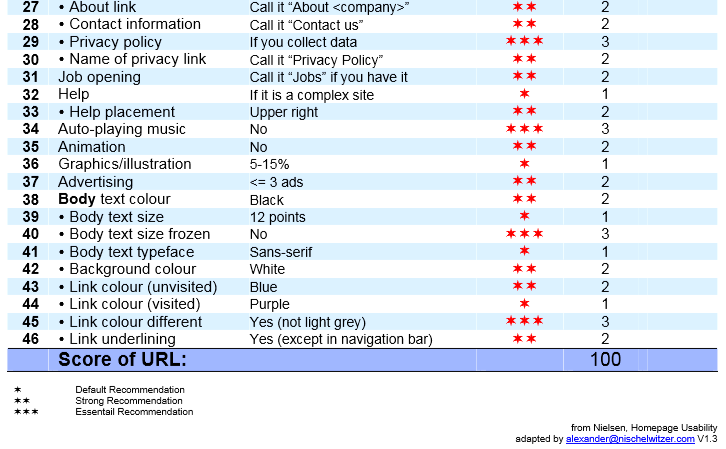 27 • About link Call it “About <company>” ✶✶ 2
28 • Contact information Call it “Contact us” ✶✶ 2
29 • Privacy policy If you collect data ✶✶✶ 3
30 • Name of privacy link Call it “Privacy Policy” ✶✶ 2
31 Job opening Call it “Jobs” if you have it ✶✶ 2
32 Help If it is a complex site ✶ 1
33 • Help placement Upper right ✶✶ 2
34 Auto-playing music No ✶✶✶ 3
35 Animation No ✶✶ 2
36 Graphics/illustration 5-15% ✶ 1
37 Advertising <= 3 ads ✶✶ 2
38 Body text colour Black ✶✶ 2
39 • Body text size 12 points ✶ 1
40 • Body text size frozen No ✶✶✶ 3
41 • Body text typeface Sans-serif ✶ 1
42 • Background colour White ✶✶ 2
43 • Link colour (unvisited) Blue ✶✶ 2
44 • Link colour (visited) Purple ✶ 1
45 • Link colour different Yes (not light grey) ✶✶✶ 3
46 • Link underlining Yes (except in navigation bar) ✶✶ 2
Score of URL: 100
✶ Default Recommendation
✶✶ Strong Recommendation
✶✶✶ Essentail Recommendation
from Nielsen, Homepage Usability
adapted by alexander@nischelwitzer.com V1.3